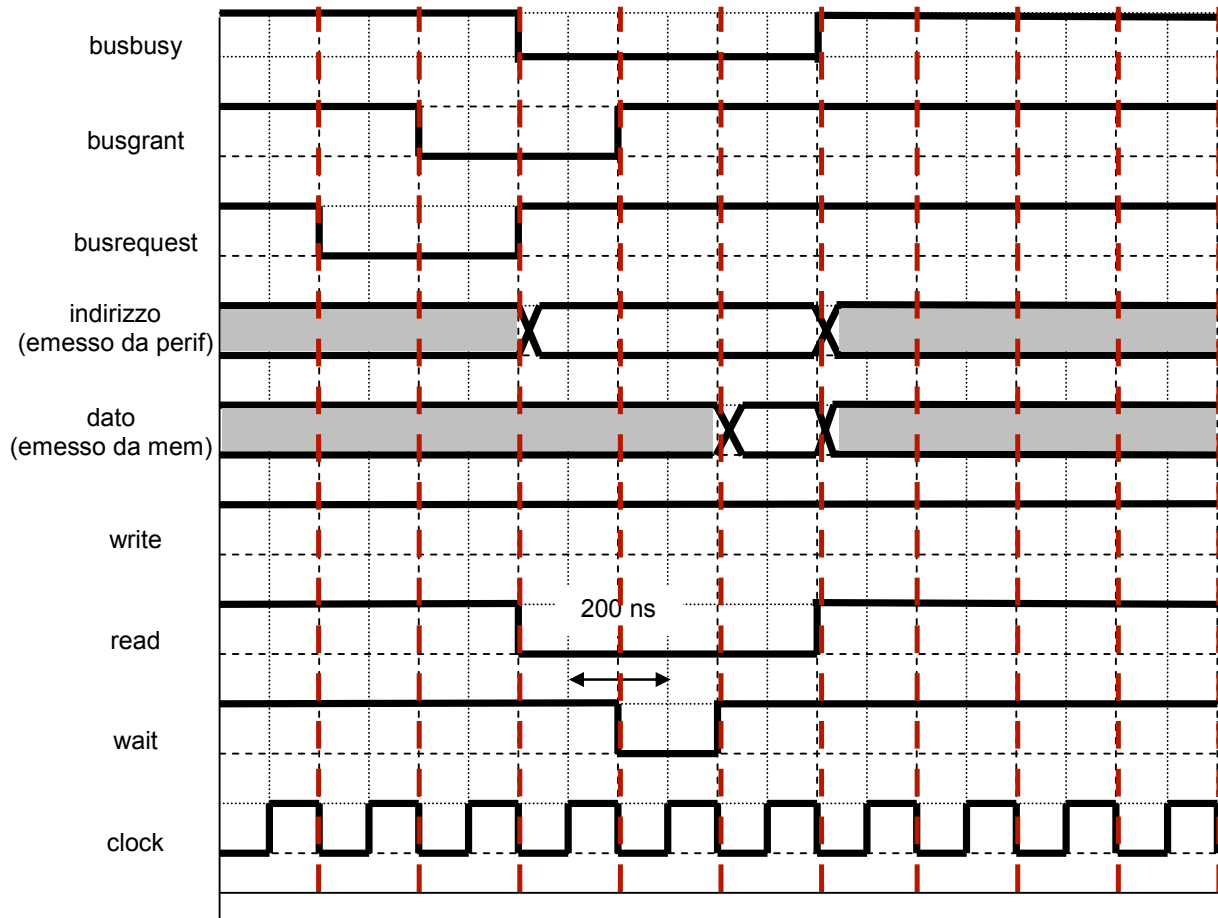 busbusy
busgrant
busrequest
indirizzo
(emesso da perif)
dato
(emesso da mem)
write
200 ns
read
wait
clock